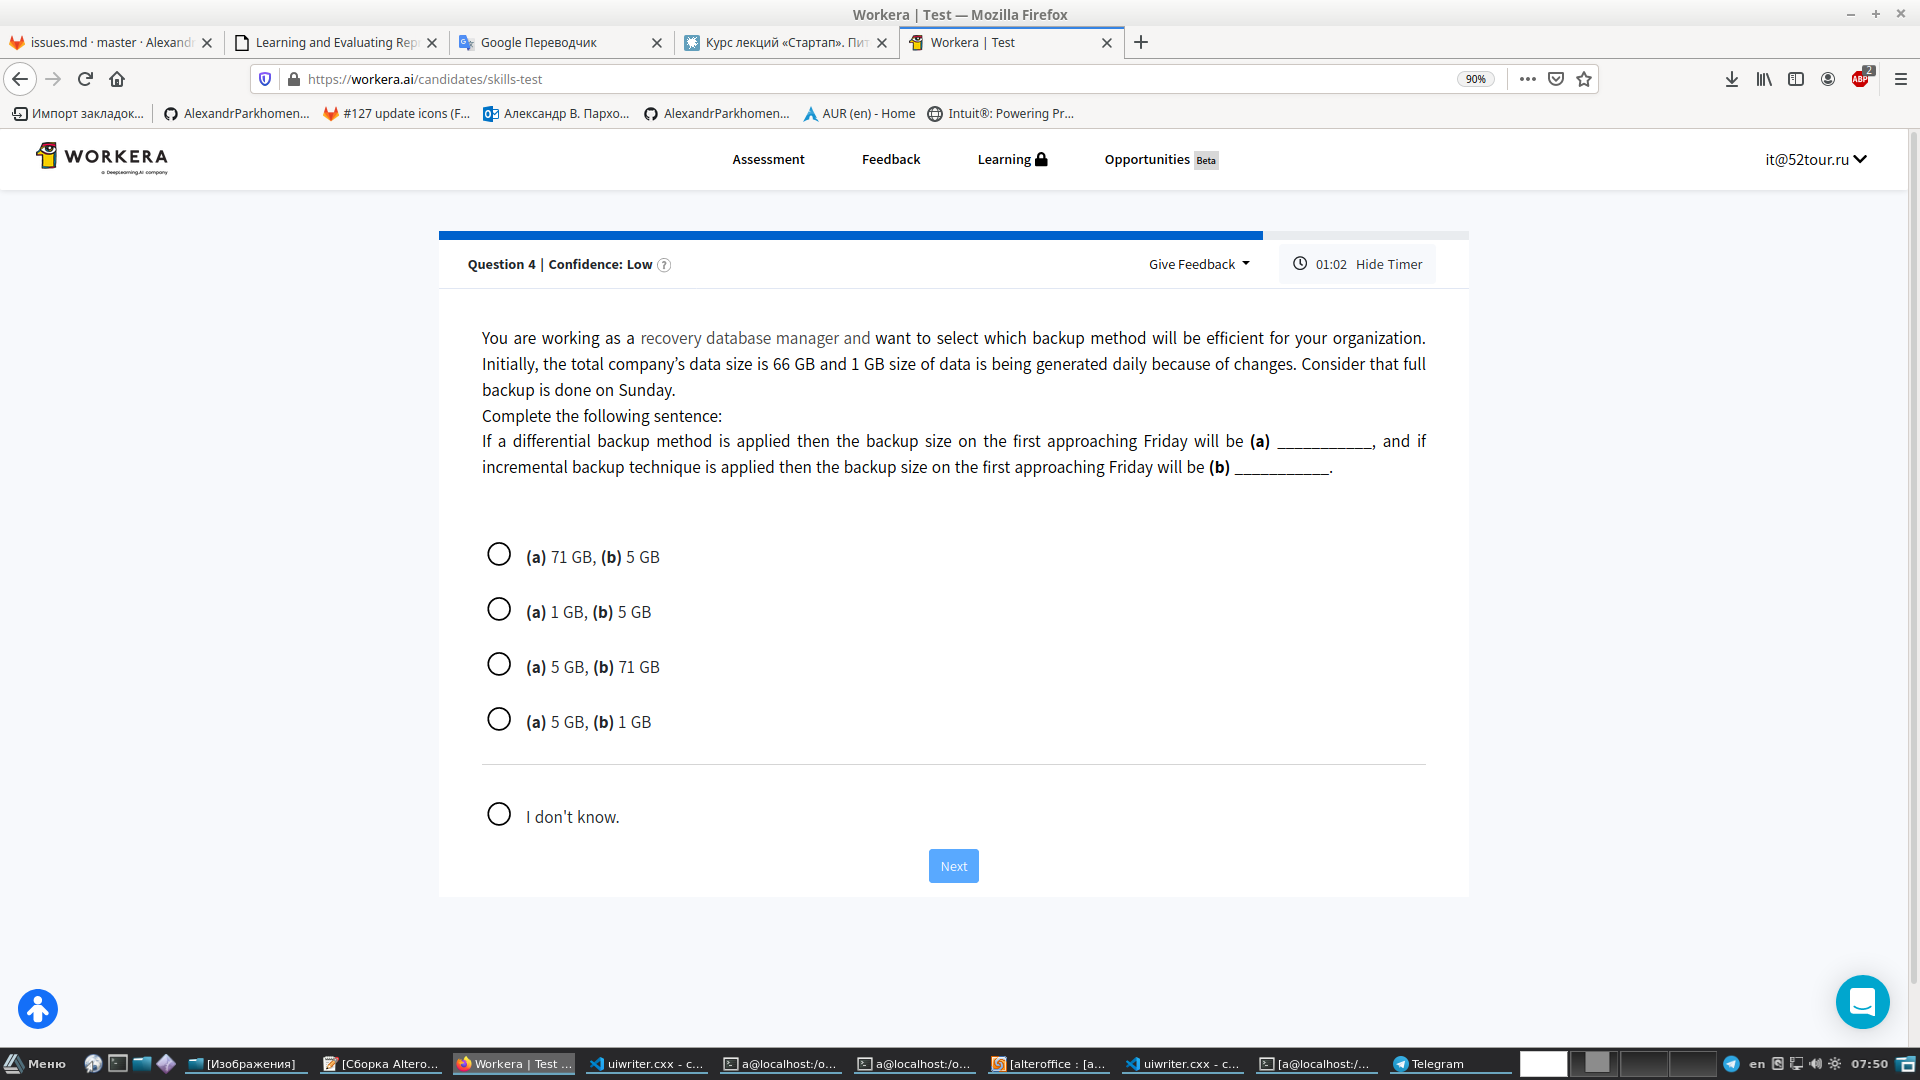 Workera | Test — Mozilla Firefox
issues.md · master · Alexand
Learning and Evaluating Rep
Google Переводчик
Курс лекций «Стартап». Пит
Workera | Test
https://workera.ai/candidates/skills-test
90%
ABP
2
Импорт закладок...
AlexandrParkhomen...
#127 update icons (F...
Александр В. Пархо...
AlexandrParkhomen...
AUR (en) - Home
Intuit®: Powering Pr...
WORKERA
a DeepLearning.AI company
Assessment
Feedback
Learning
Opportunities Beta
it@52tour.ru
Question 4 | Confidence: Low ?
Give Feedback
01:02 Hide Timer
You are working as a recovery database manager and want to select which backup method will be efficient for your organization.
Initially, the total company’s data size is 66 GB and 1 GB size of data is being generated daily because of changes. Consider that full
backup is done on Sunday.
Complete the following sentence:
If a differential backup method is applied then the backup size on the first approaching Friday will be (a) ___________, and if
incremental backup technique is applied then the backup size on the first approaching Friday will be (b) ___________.
(a) 71 GB, (b) 5 GB
(a) 1 GB, (b) 5 GB
(a) 5 GB, (b) 71 GB
(a) 5 GB, (b) 1 GB
I don't know.
Next
Меню
[Изображения]
[Сборка Altero...
Workera | Test ...
uiwriter.cxx - c...
a@localhost:/o...
a@localhost:/o...
[alteroffice : [a...
uiwriter.cxx - c...
[a@localhost:/...
Telegram
en
07:50